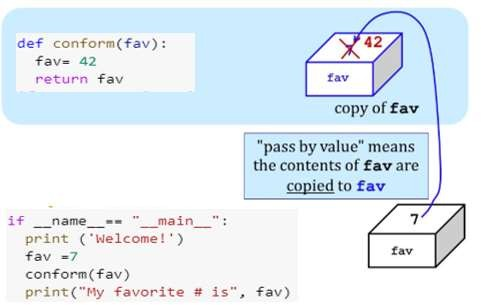 def conform(fav):
fav= 42
return fav
7 42
fav
copy of fav
"pass by value" means
the contents of fav are
copied to fav
7
fav
if __name__== "__main__":
print ('Welcome!')
fav =7
conform(fav)
print("My favorite # is", fav)